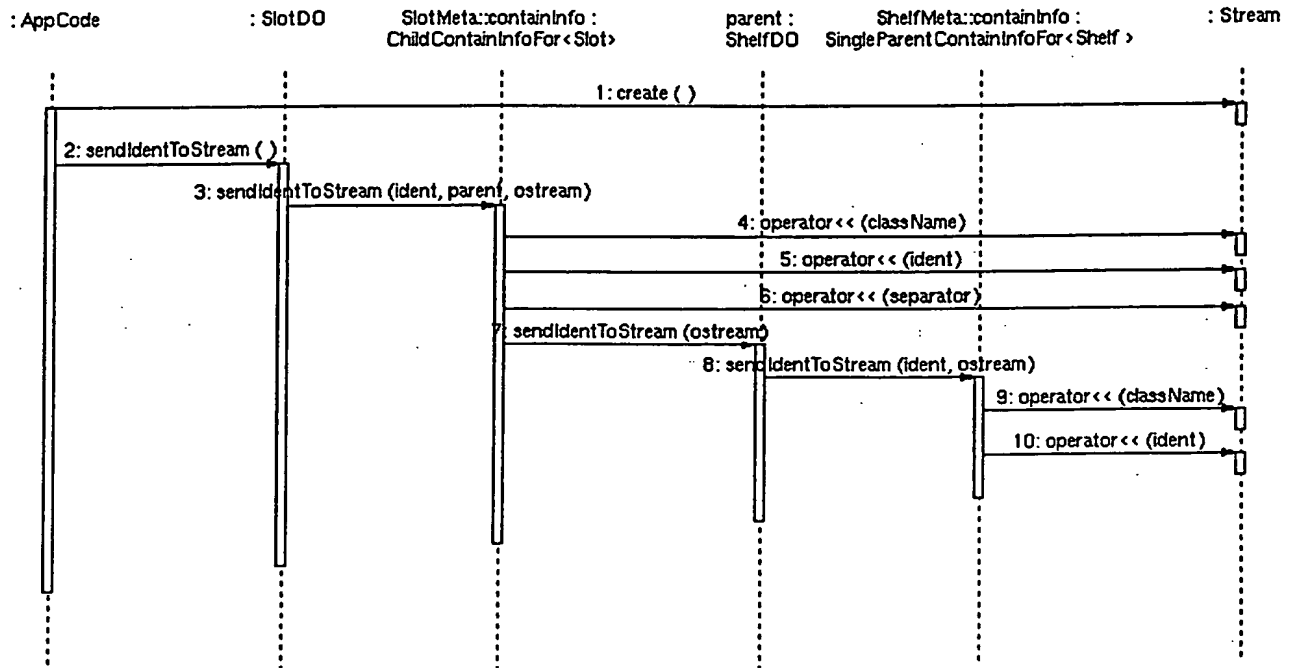 : AppCode
: SlotDO
SlotMeta::containInfo :
ChildContainInfoFor<Slot>
parent :
ShelfDO
ShelfMeta::containInfo :
SingleParentContainInfoFor<Shelf >
: Stream
1: create ( )
2: sendIdentToStream ( )
3: sendIdentToStream (ident, parent, ostream)
4: operator<< (className)
5: operator<< (ident)
6: operator<< (separator)
7: sendIdentToStream (ostream)
8: sendIdentToStream (ident, ostream)
9: operator<< (className)
10: operator<< (ident)